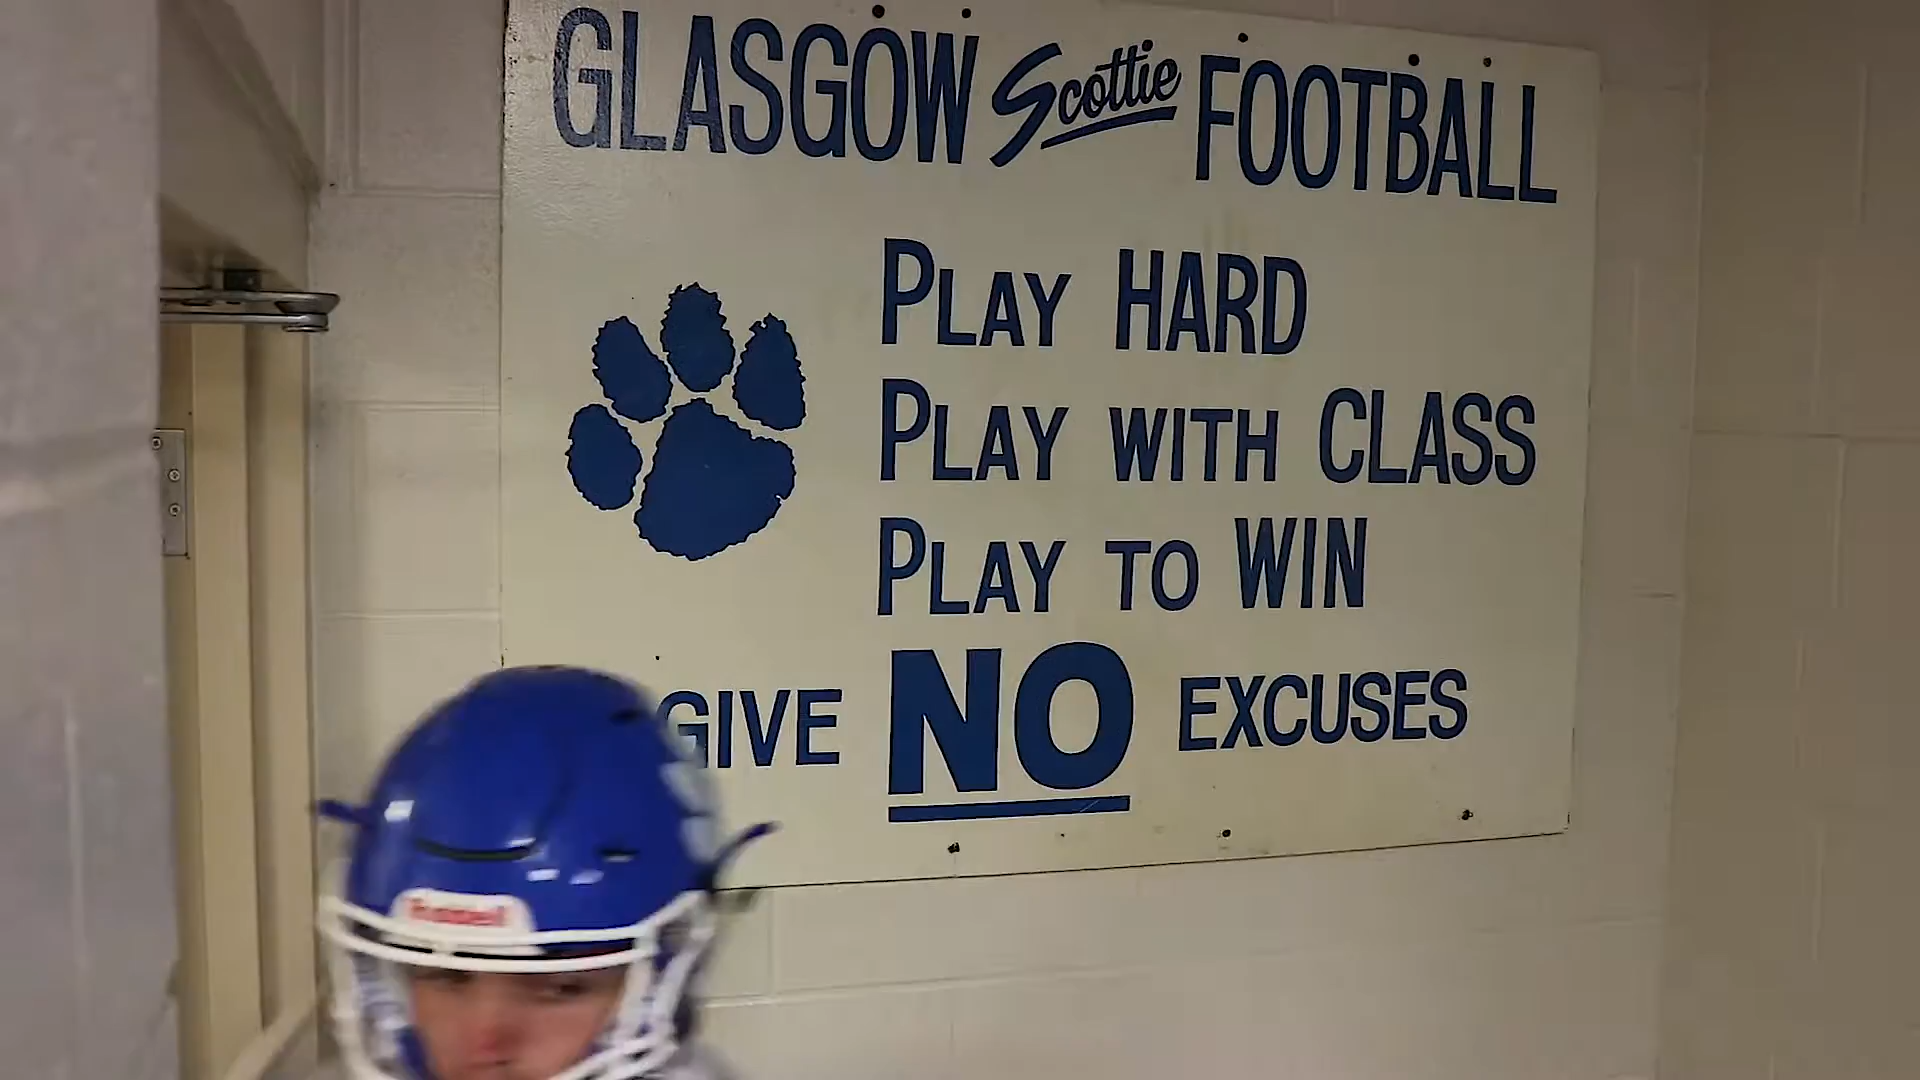 GLASGOW Scottie FOOTBALL
PLAY HARD
PLAY WITH CLASS
PLAY TO WIN
GIVE NO EXCUSES